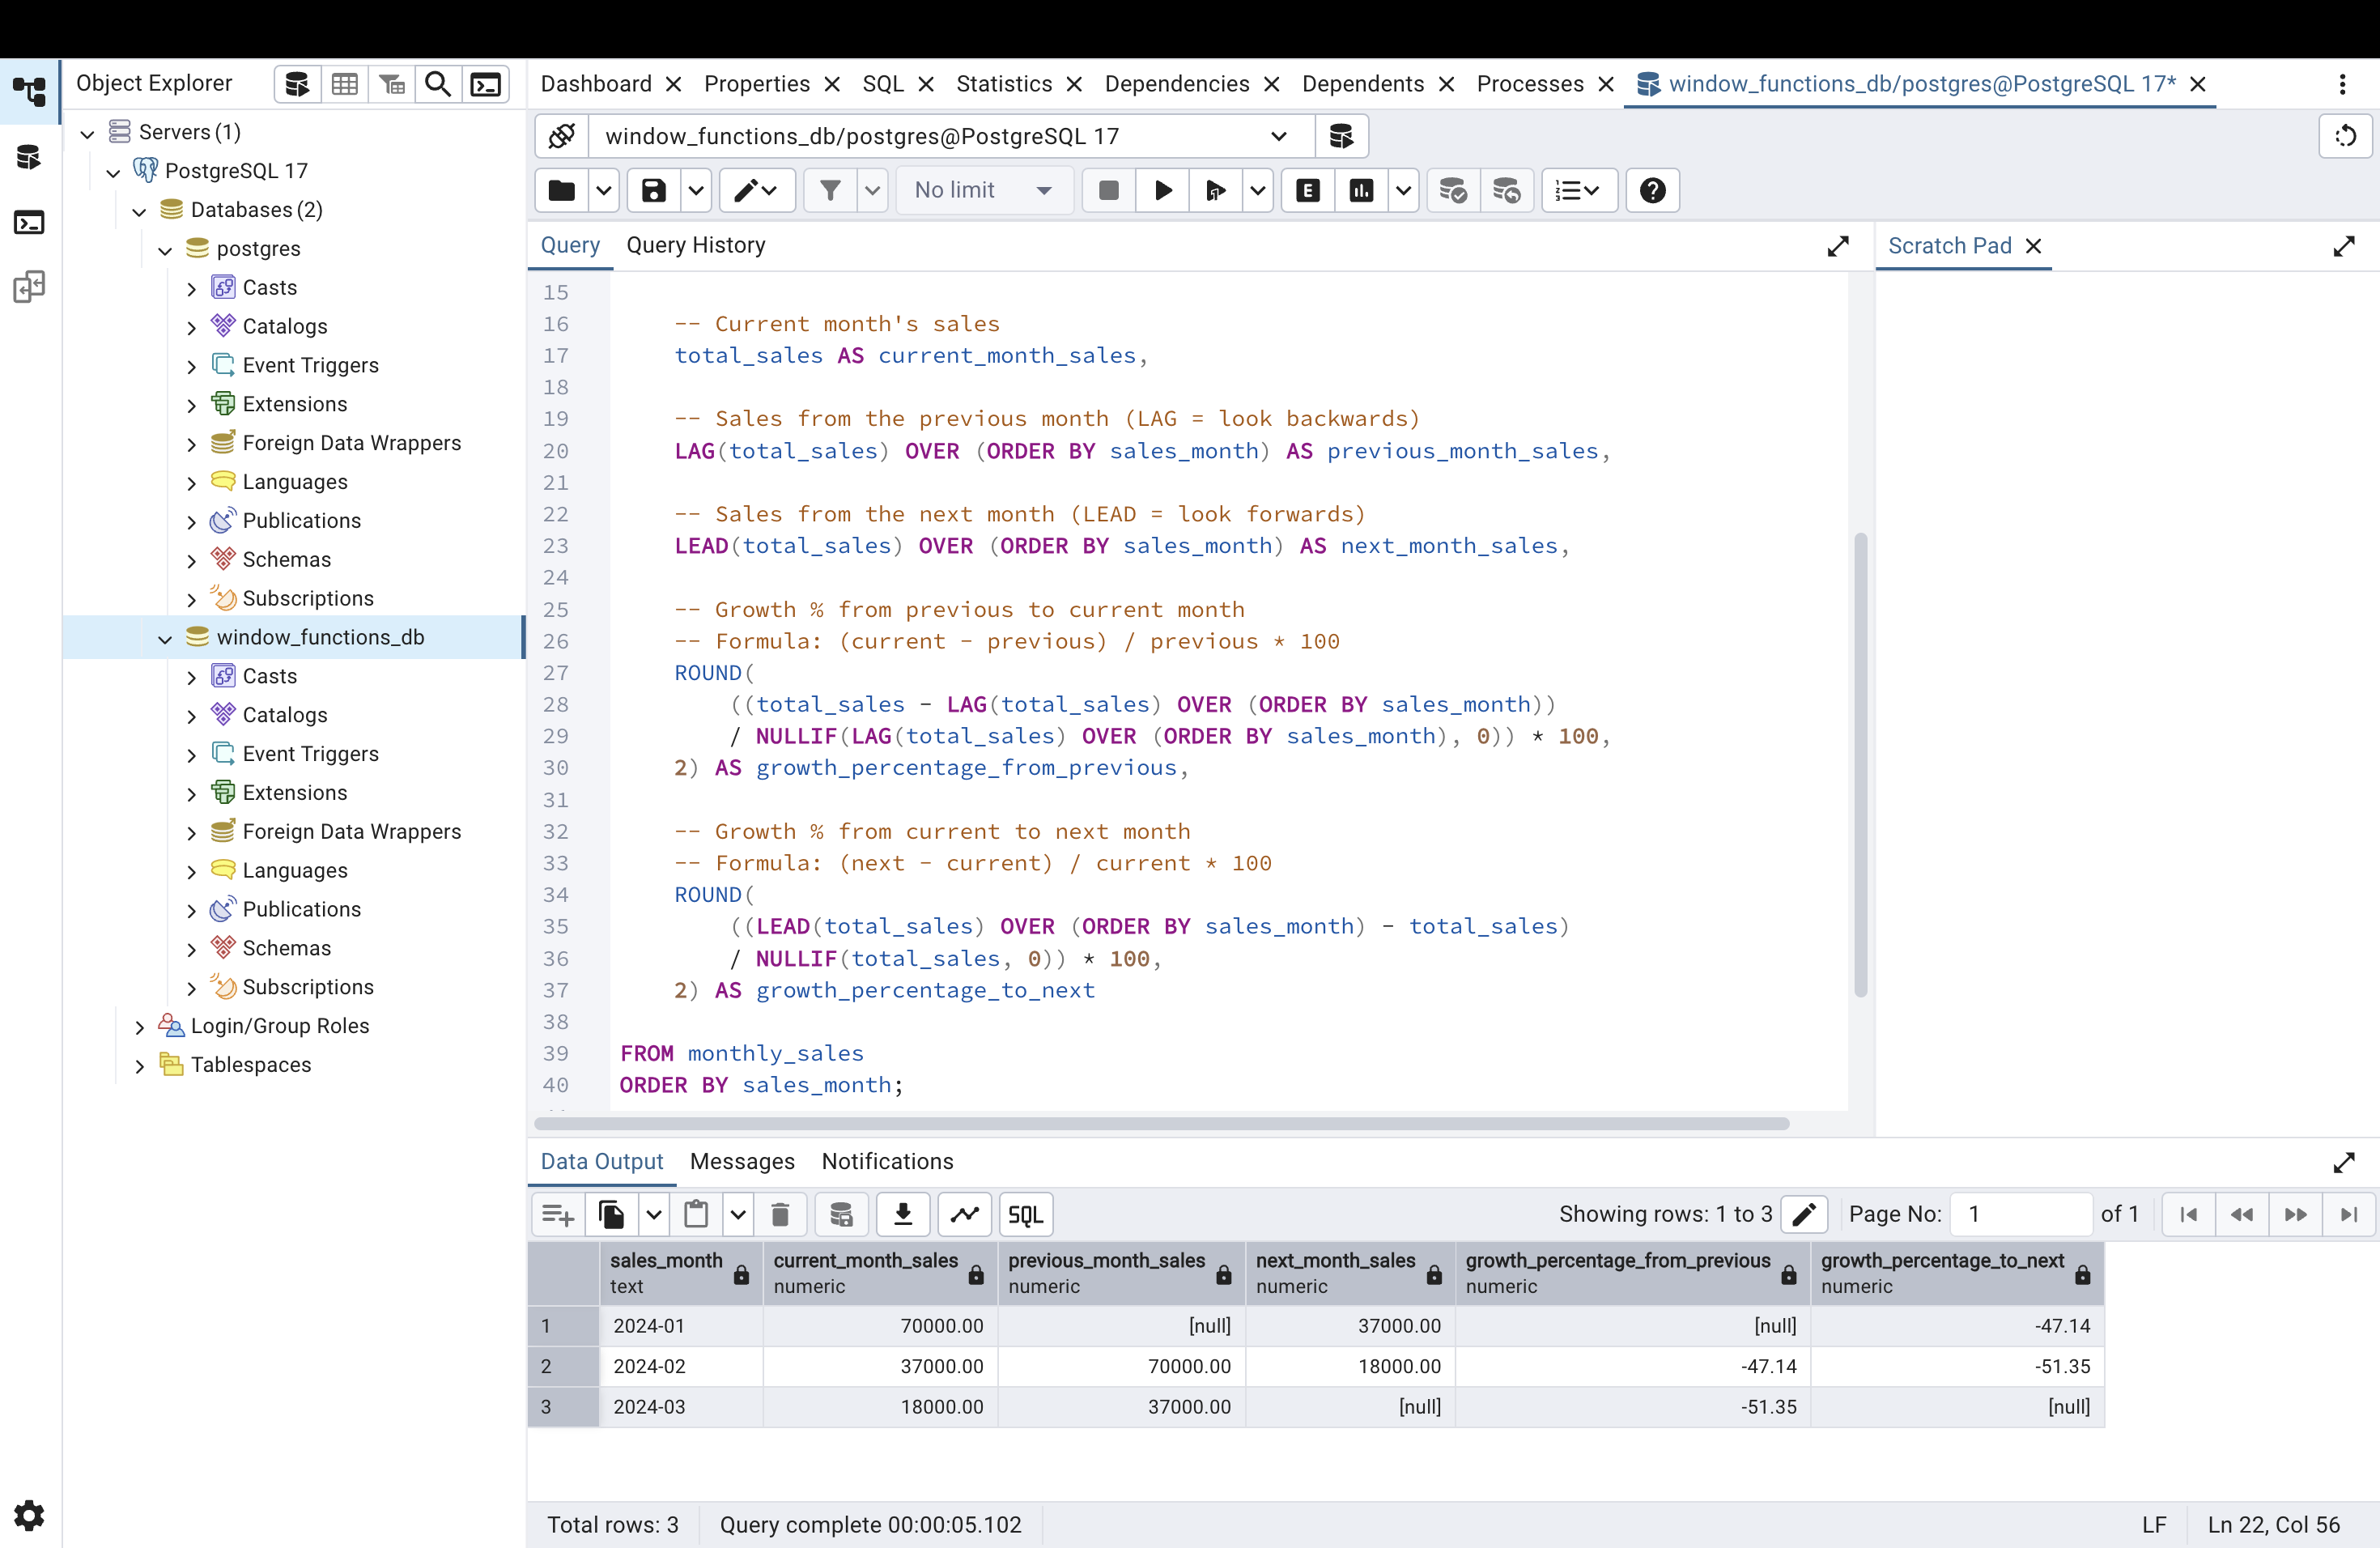 Object Explorer
Dashboard Properties SQL Statistics Dependencies Dependents Processes window_functions_db/postgres@PostgreSQL 17*
Servers (1)
PostgreSQL 17
Databases (2)
postgres
Casts
Catalogs
Event Triggers
Extensions
Foreign Data Wrappers
Languages
Publications
Schemas
Subscriptions
window_functions_db
Casts
Catalogs
Event Triggers
Extensions
Foreign Data Wrappers
Languages
Publications
Schemas
Subscriptions
Login/Group Roles
Tablespaces
window_functions_db/postgres@PostgreSQL 17
No limit
E
Query Query History
Scratch Pad
15
16 -- Current month's sales
17 total_sales AS current_month_sales,
18
19 -- Sales from the previous month (LAG = look backwards)
20 LAG(total_sales) OVER (ORDER BY sales_month) AS previous_month_sales,
21
22 -- Sales from the next month (LEAD = look forwards)
23 LEAD(total_sales) OVER (ORDER BY sales_month) AS next_month_sales,
24
25 -- Growth % from previous to current month
26 -- Formula: (current - previous) / previous * 100
27 ROUND(
28 ((total_sales - LAG(total_sales) OVER (ORDER BY sales_month))
29 / NULLIF(LAG(total_sales) OVER (ORDER BY sales_month), 0)) * 100,
30 2) AS growth_percentage_from_previous,
31
32 -- Growth % from current to next month
33 -- Formula: (next - current) / current * 100
34 ROUND(
35 ((LEAD(total_sales) OVER (ORDER BY sales_month) - total_sales)
36 / NULLIF(total_sales, 0)) * 100,
37 2) AS growth_percentage_to_next
38
39 FROM monthly_sales
40 ORDER BY sales_month;
Data Output Messages Notifications
SQL Showing rows: 1 to 3 Page No: 1 of 1
sales_month current_month_sales previous_month_sales next_month_sales growth_percentage_from_previous growth_percentage_to_next
text numeric numeric numeric numeric numeric
1 2024-01 70000.00 [null] 37000.00 [null] -47.14
2 2024-02 37000.00 70000.00 18000.00 -47.14 -51.35
3 2024-03 18000.00 37000.00 [null] -51.35 [null]
Total rows: 3 Query complete 00:00:05.102 LF Ln 22, Col 56